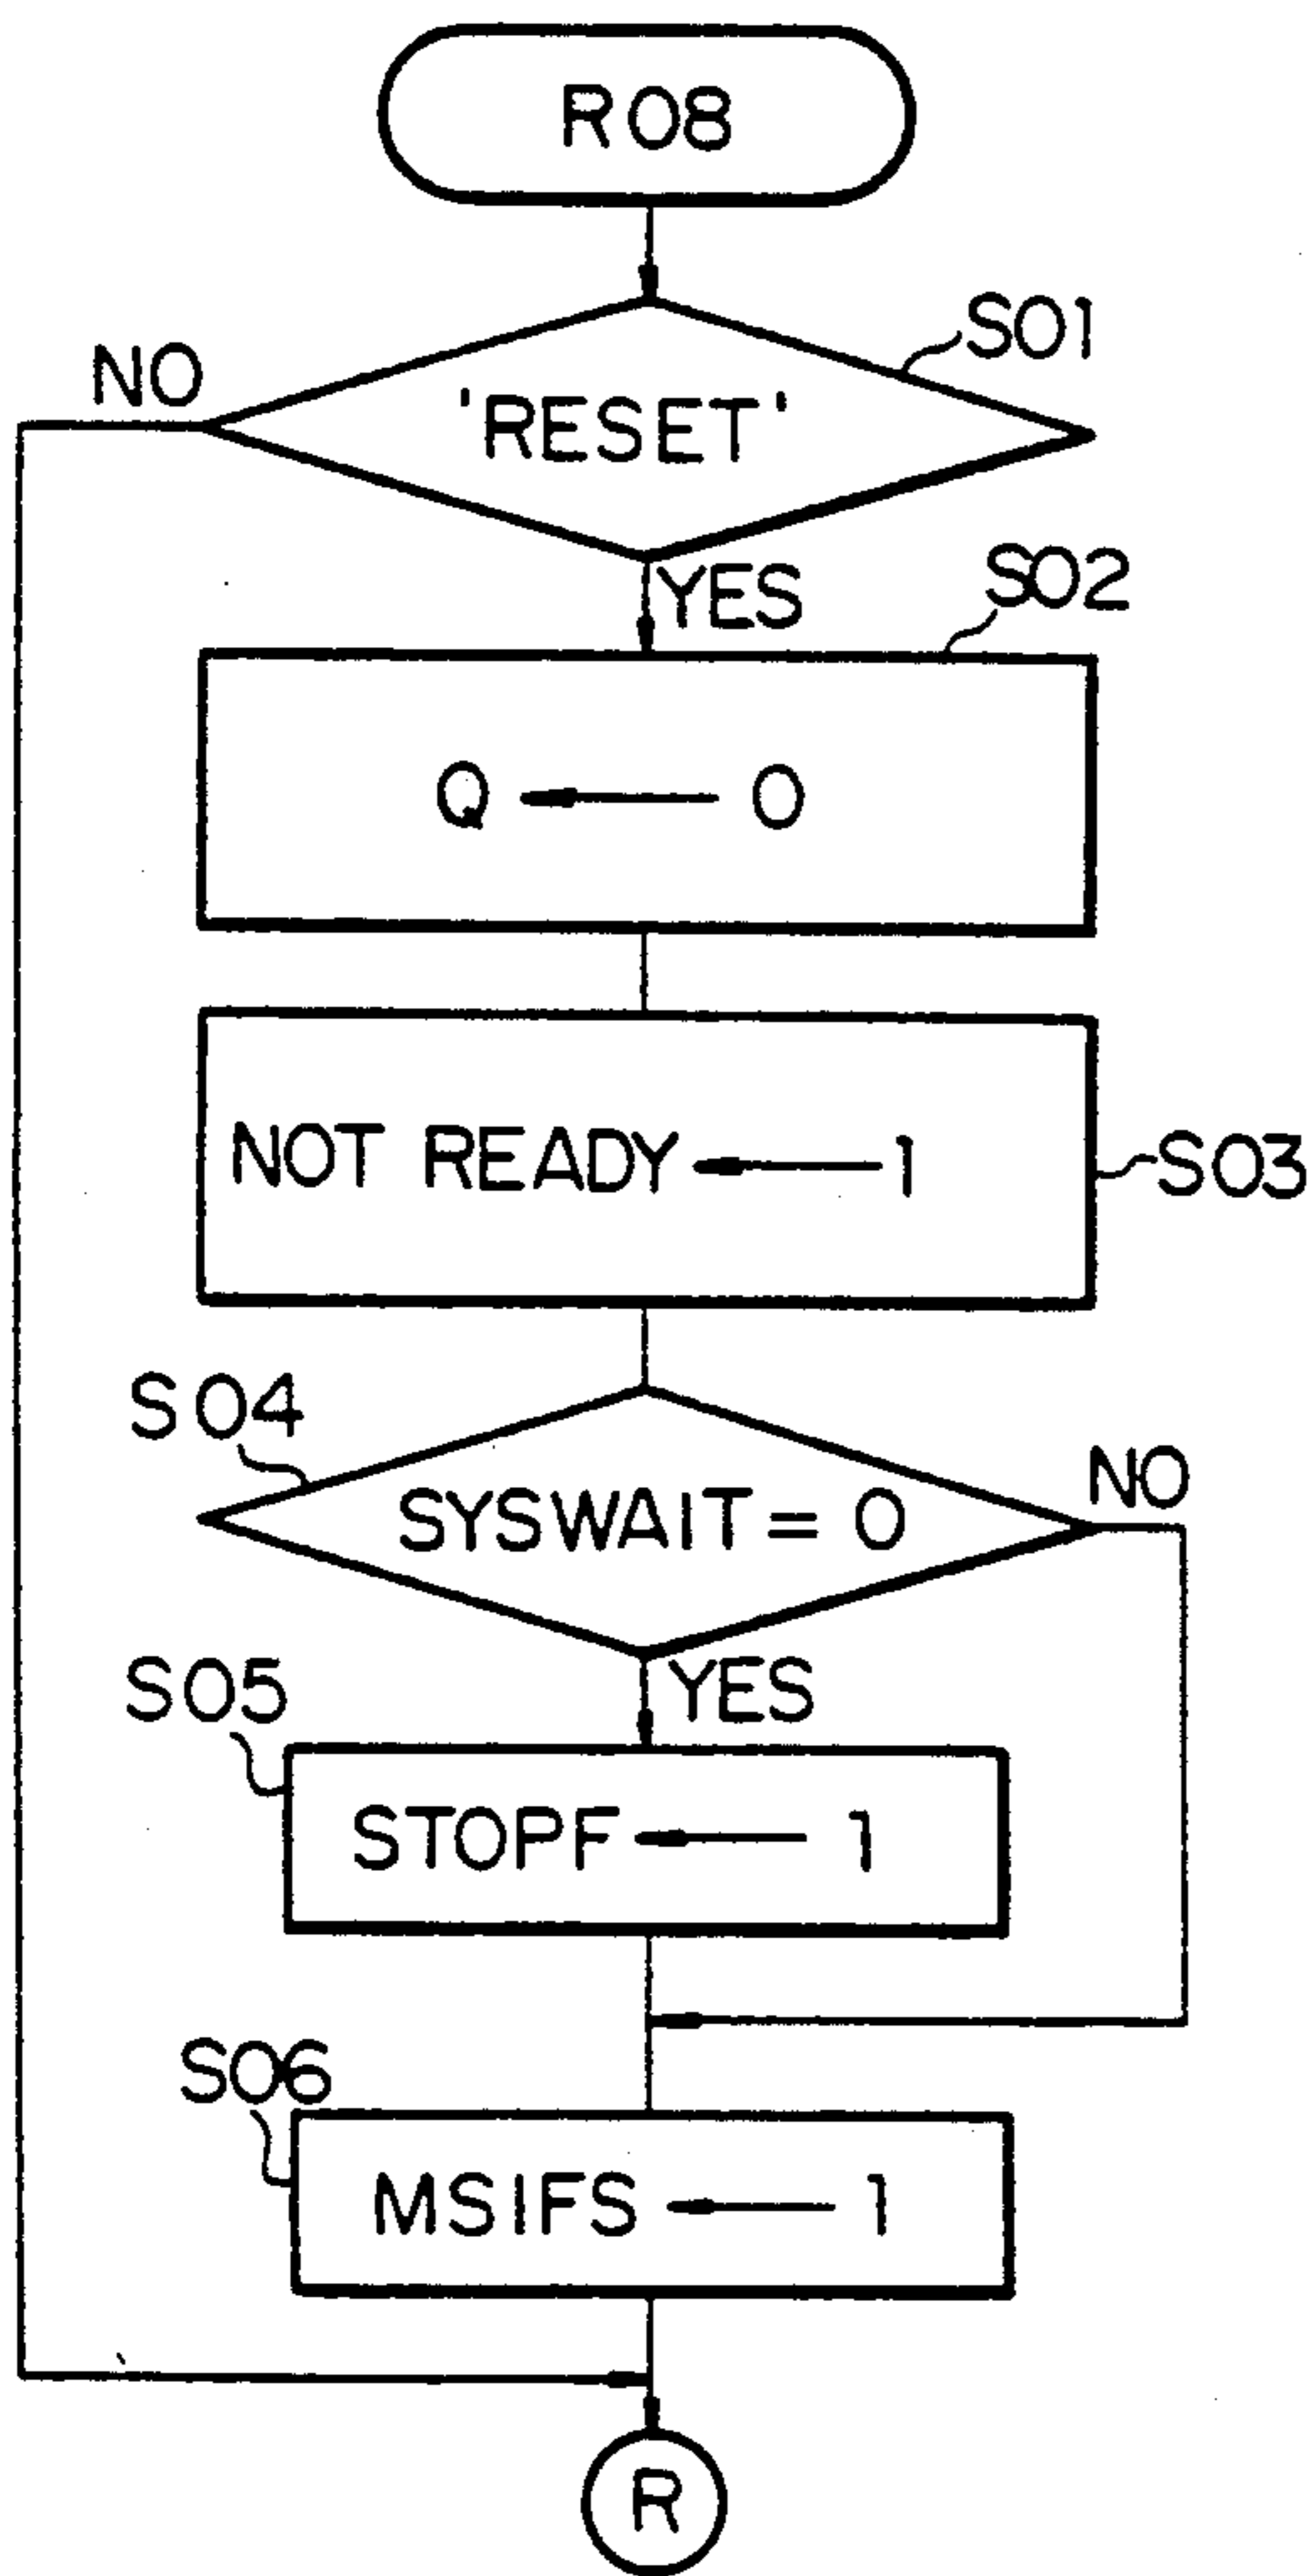 R08
S01
NO
'RESET'
YES
S02
Q ← 0
NOT READY ← 1
S03
S04
NO
SYSWAIT = 0
YES
S05
STOPF ← 1
S06
MSIFS ← 1
R